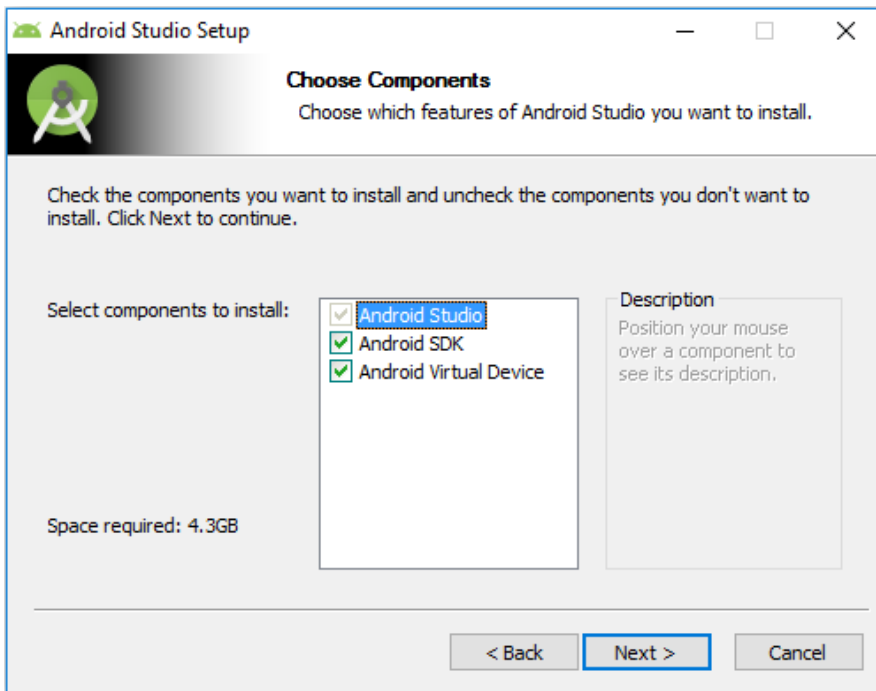 Android Studio Setup
Choose Components
Choose which features of Android Studio you want to install.
Check the components you want to install and uncheck the components you don't want to
install. Click Next to continue.
Select components to install:
Android Studio
Android SDK
Android Virtual Device
Description
Position your mouse
over a component to
see its description.
Space required: 4.3GB
< Back
Next >
Cancel